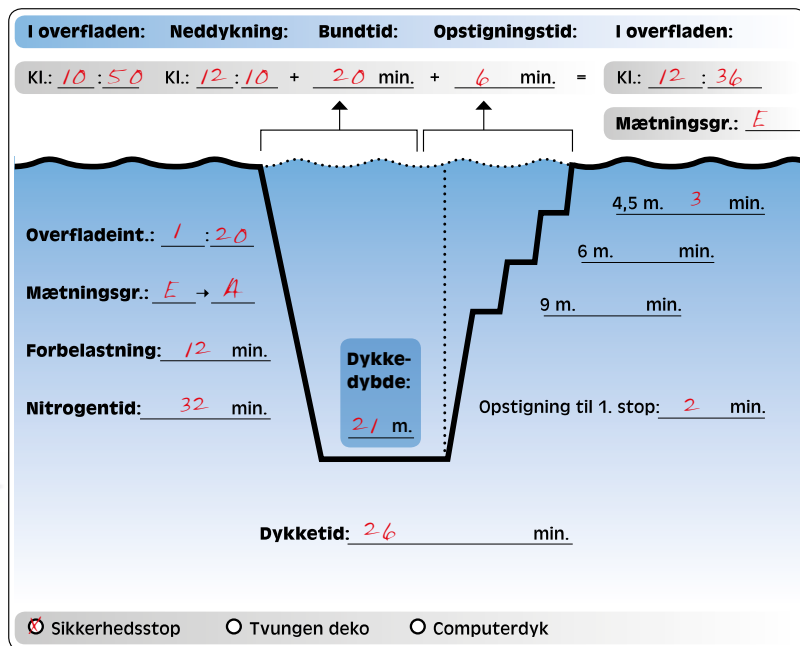 I overfladen: Neddykning: Bundtid: Opstigningstid: I overfladen:
Kl.: 10 : 50 Kl.: 12 : 10 + 20 min. + 6 min. = Kl.: 12 : 36
Mætningsgr.: E
4,5 m. 3 min.
Overfladeint.: 1 : 20
6 m. min.
Mætningsgr.: E → A
9 m. min.
Forbelastning: 12 min.
Dykke-
dybde:
21 m.
Nitrogentid: 32 min.
Opstigning til 1. stop: 2 min.
Dykketid: 26 min.
Sikkerhedsstop Tvungen deko Computerdyk